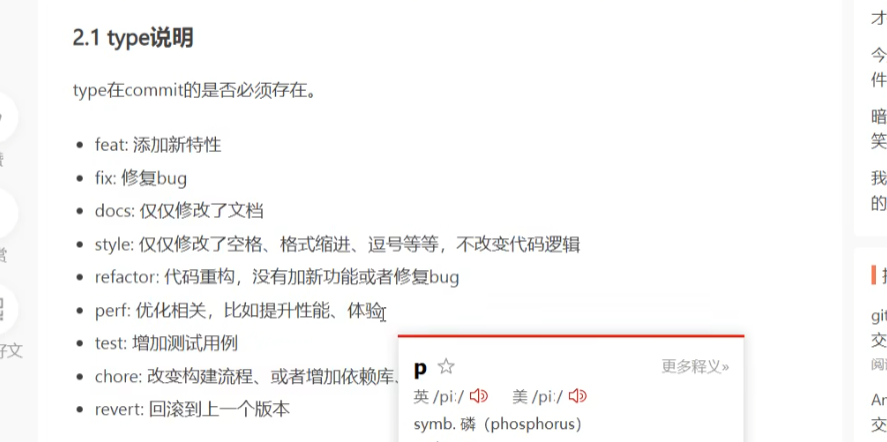 2.1 type说明
type在commit的是否必须存在。
feat: 添加新特性
fix: 修复bug
docs: 仅仅修改了文档
style: 仅仅修改了空格、格式缩进、逗号等等，不改变代码逻辑
refactor: 代码重构，没有加新功能或者修复bug
perf: 优化相关，比如提升性能、体验
test: 增加测试用例
chore: 改变构建流程、或者增加依赖库、
revert: 回滚到上一个版本
p 更多释义»
英 /piː/ 美 /piː/
symb. 磷（phosphorus）
好文
才
今
件
暗
笑
我
的
git
交
An
交